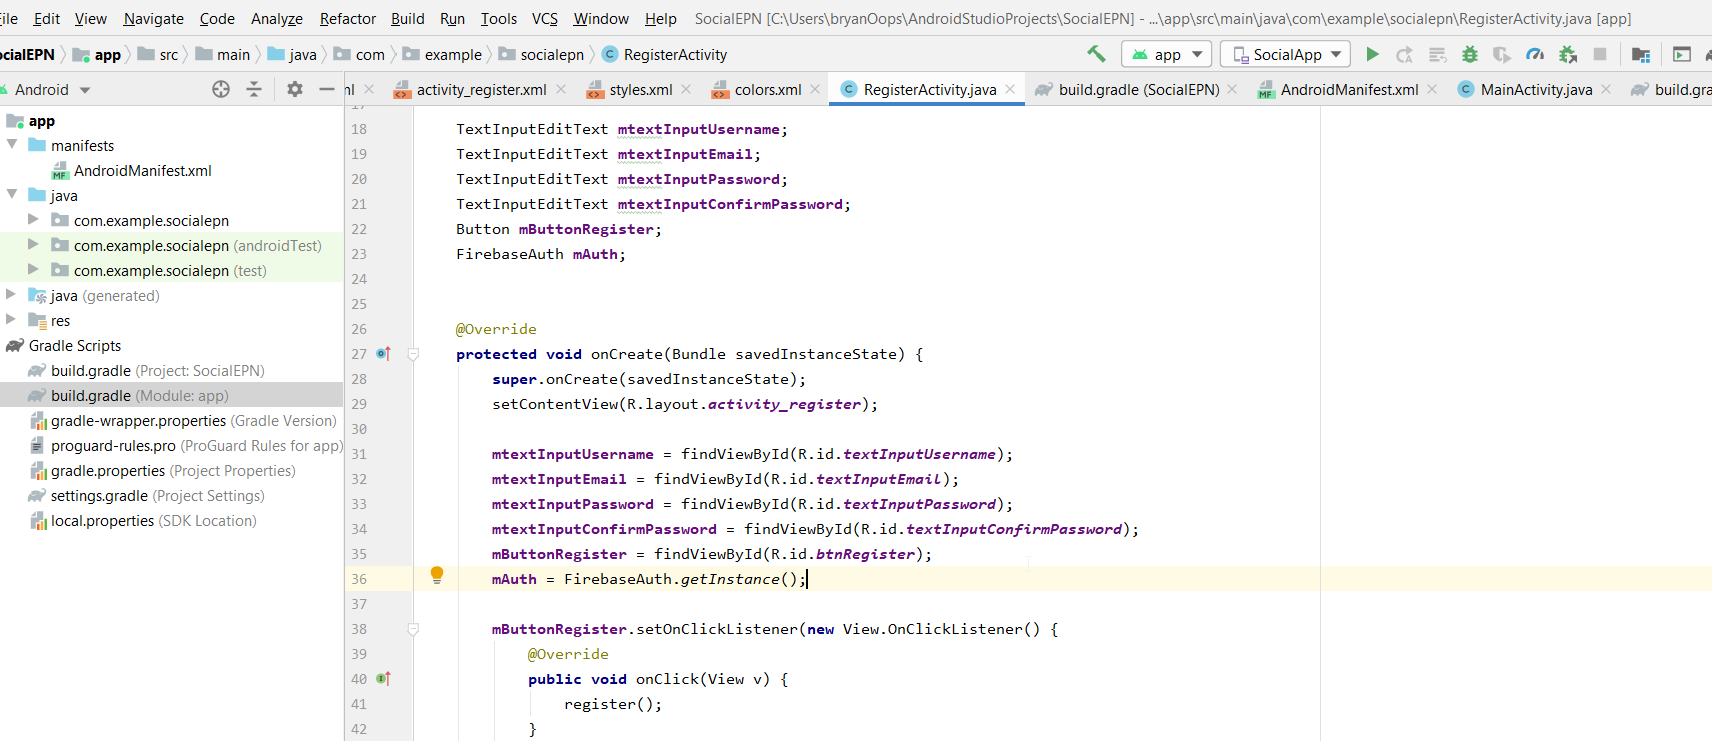 File Edit View Navigate Code Analyze Refactor Build Run Tools VCS Window Help SocialEPN [C:\Users\bryanOops\AndroidStudioProjects\SocialEPN] - ...\app\src\main\java\com\example\socialepn\RegisterActivity.java [app]
ocialEPN app src main java com example socialepn RegisterActivity app SocialApp
Android ml activity_register.xml styles.xml colors.xml RegisterActivity.java build.gradle (SocialEPN) AndroidManifest.xml MainActivity.java build.gra
app
manifests
AndroidManifest.xml
java
com.example.socialepn
com.example.socialepn (androidTest)
com.example.socialepn (test)
java (generated)
res
Gradle Scripts
build.gradle (Project: SocialEPN)
build.gradle (Module: app)
gradle-wrapper.properties (Gradle Version)
proguard-rules.pro (ProGuard Rules for app)
gradle.properties (Project Properties)
settings.gradle (Project Settings)
local.properties (SDK Location)
17
18 TextInputEditText mtextInputUsername;
19 TextInputEditText mtextInputEmail;
20 TextInputEditText mtextInputPassword;
21 TextInputEditText mtextInputConfirmPassword;
22 Button mButtonRegister;
23 FirebaseAuth mAuth;
24
25
26 @Override
27 protected void onCreate(Bundle savedInstanceState) {
28 super.onCreate(savedInstanceState);
29 setContentView(R.layout.activity_register);
30
31 mtextInputUsername = findViewById(R.id.textInputUsername);
32 mtextInputEmail = findViewById(R.id.textInputEmail);
33 mtextInputPassword = findViewById(R.id.textInputPassword);
34 mtextInputConfirmPassword = findViewById(R.id.textInputConfirmPassword);
35 mButtonRegister = findViewById(R.id.btnRegister);
36 mAuth = FirebaseAuth.getInstance();
37
38 mButtonRegister.setOnClickListener(new View.OnClickListener() {
39 @Override
40 public void onClick(View v) {
41 register();
42 }